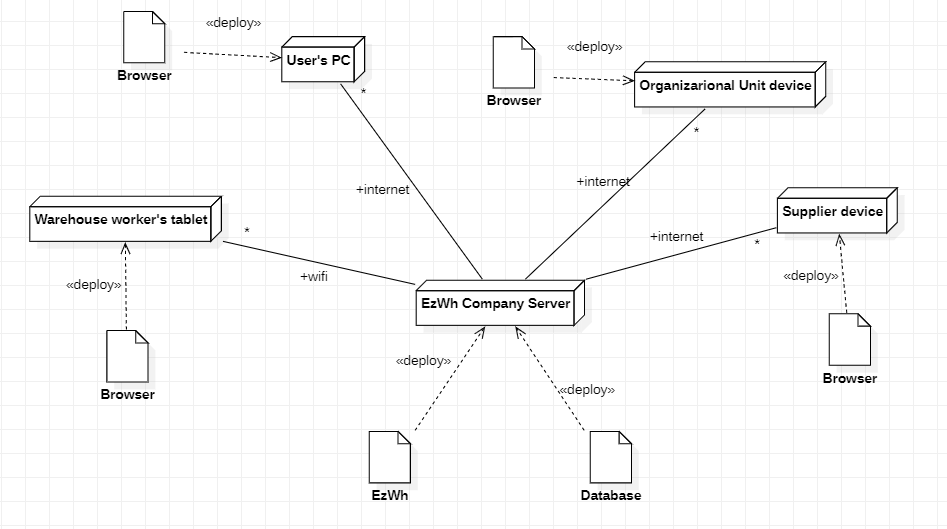 «deploy»
User's PC
Browser
*
«deploy»
Organizarional Unit device
Browser
*
+internet
+internet
Warehouse worker's tablet
*
Supplier device
+internet
*
+wifi
«deploy»
«deploy»
EzWh Company Server
Browser
Browser
«deploy»
«deploy»
EzWh
Database